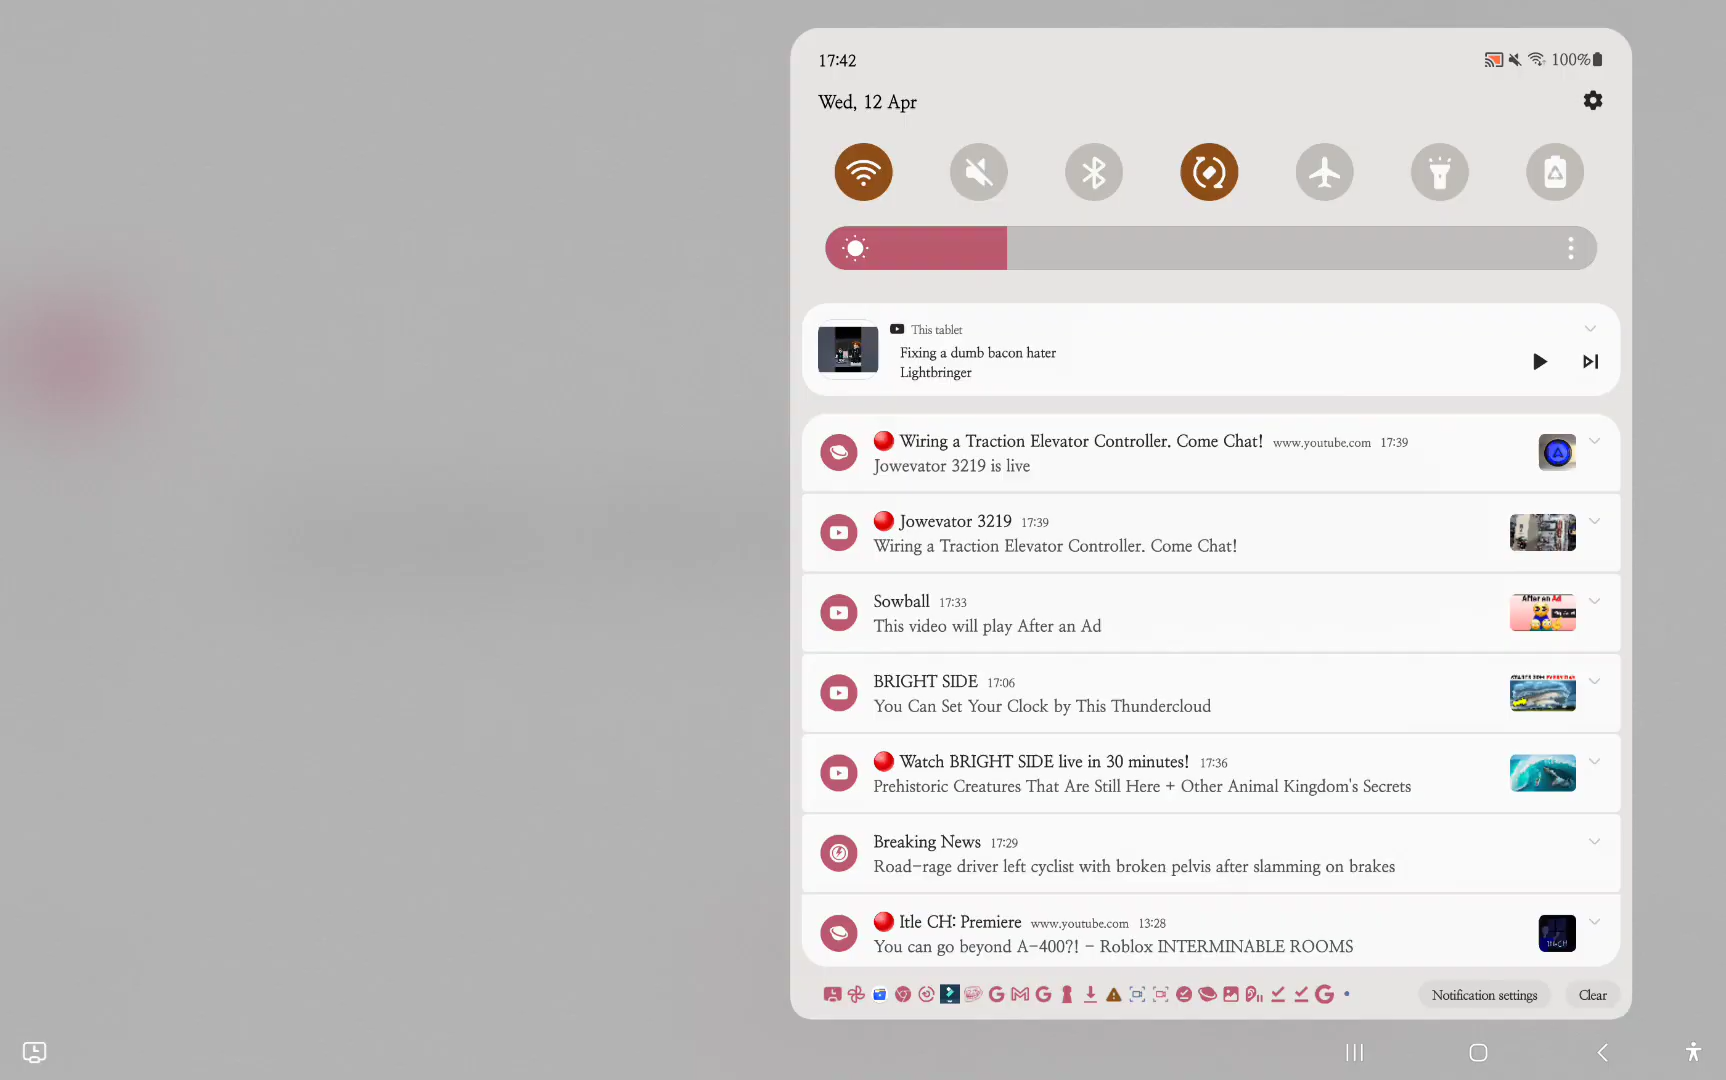 17:42
100%
Wed, 12 Apr
This tablet
Fixing a dumb bacon hater
Lightbringer
Wiring a Traction Elevator Controller. Come Chat! www.youtube.com 17:39
Jowevator 3219 is live
Jowevator 3219 17:39
Wiring a Traction Elevator Controller. Come Chat!
Sowball 17:33
This video will play After an Ad
After an Ad
BRIGHT SIDE 17:06
You Can Set Your Clock by This Thundercloud
Watch BRIGHT SIDE live in 30 minutes! 17:36
Prehistoric Creatures That Are Still Here + Other Animal Kingdom's Secrets
Breaking News 17:29
Road-rage driver left cyclist with broken pelvis after slamming on brakes
Itle CH: Premiere www.youtube.com 13:28
You can go beyond A-400?! - Roblox INTERMINABLE ROOMS
Notification settings
Clear